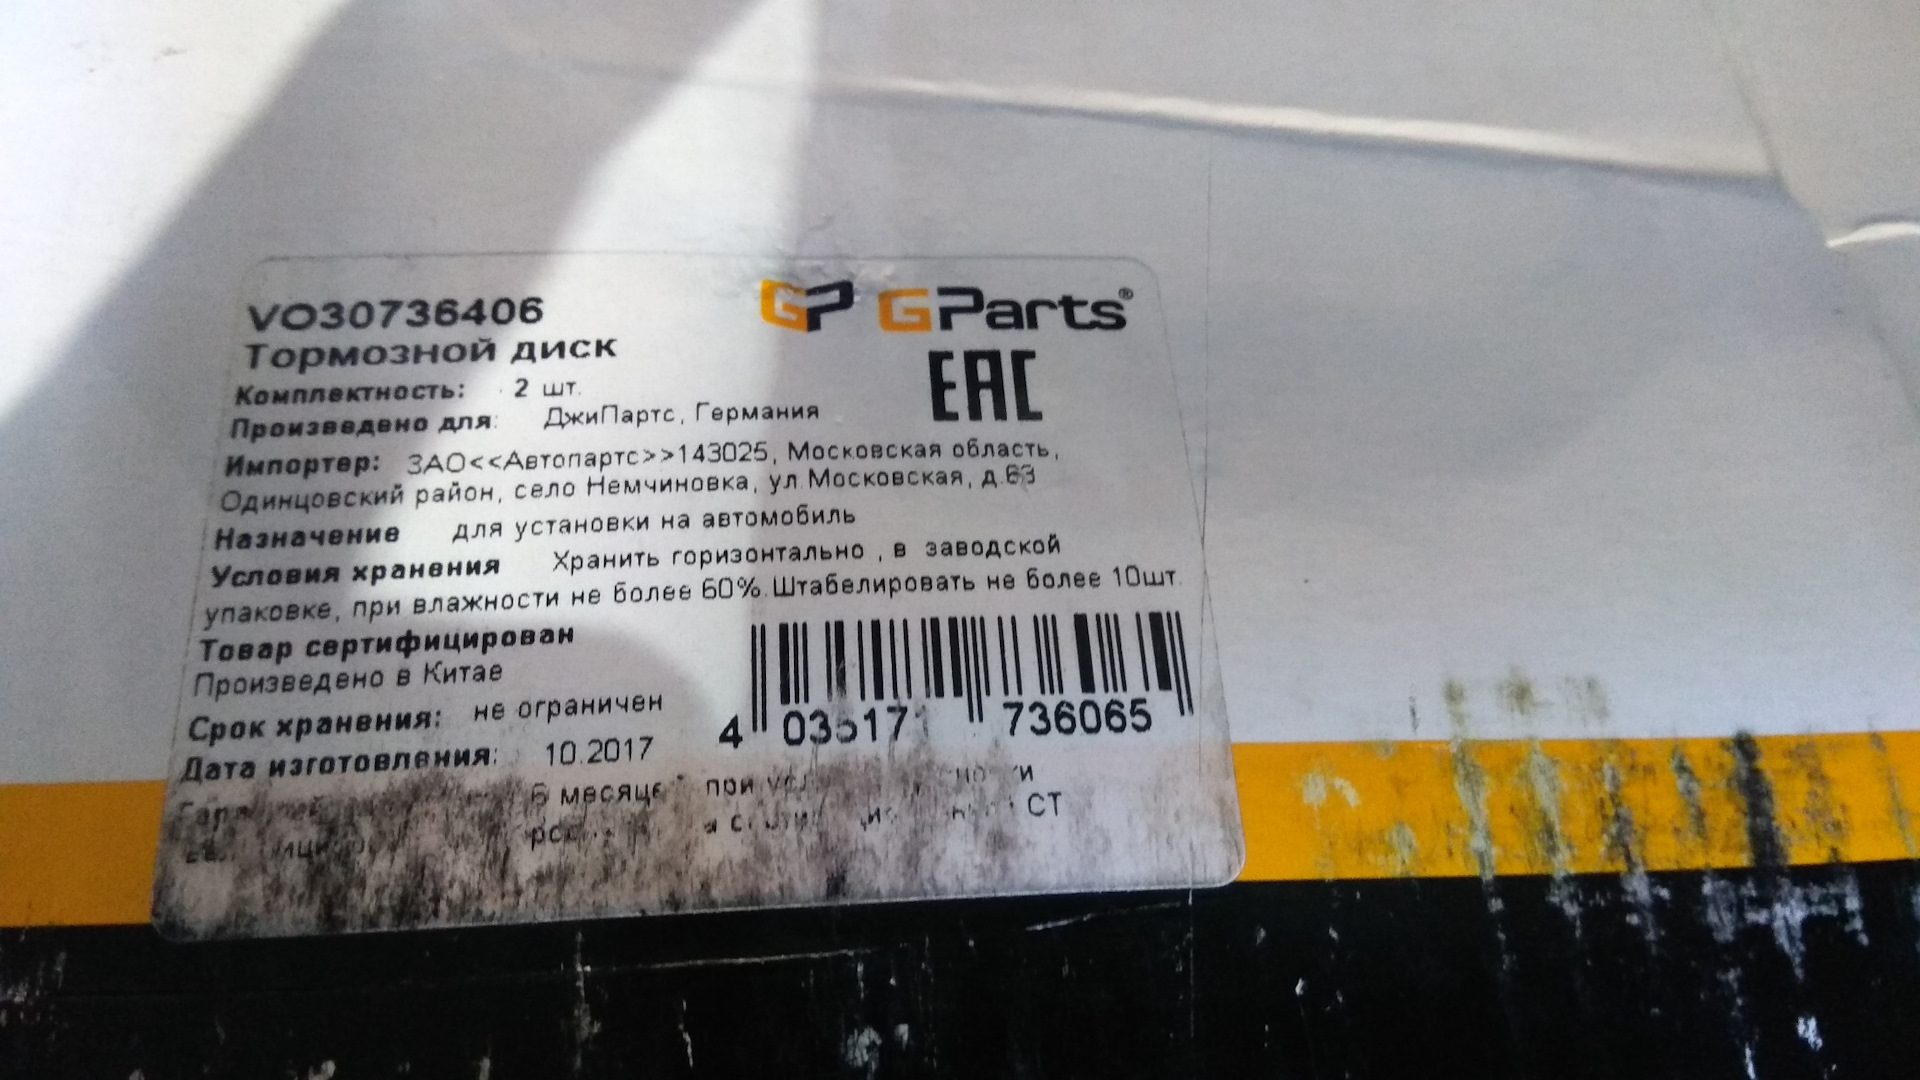 VO30736406
GP GParts®
Тормозной диск
EAC
Комплектность: 2 шт.
Произведено для: ДжиПартс, Германия
Импортер: ЗАО<<Автопартс>>143025, Московская область,
Одинцовский район, село Немчиновка, ул.Московская, д.63
Назначение для установки на автомобиль
Условия хранения Хранить горизонтально , в заводской
упаковке, при влажности не более 60%.Штабелировать не более 10шт.
Товар сертифицирован
Произведено в Китае
Срок хранения: не ограничен
Дата изготовления: 10.2017
4 035171 736065
6 месяце при
СТ